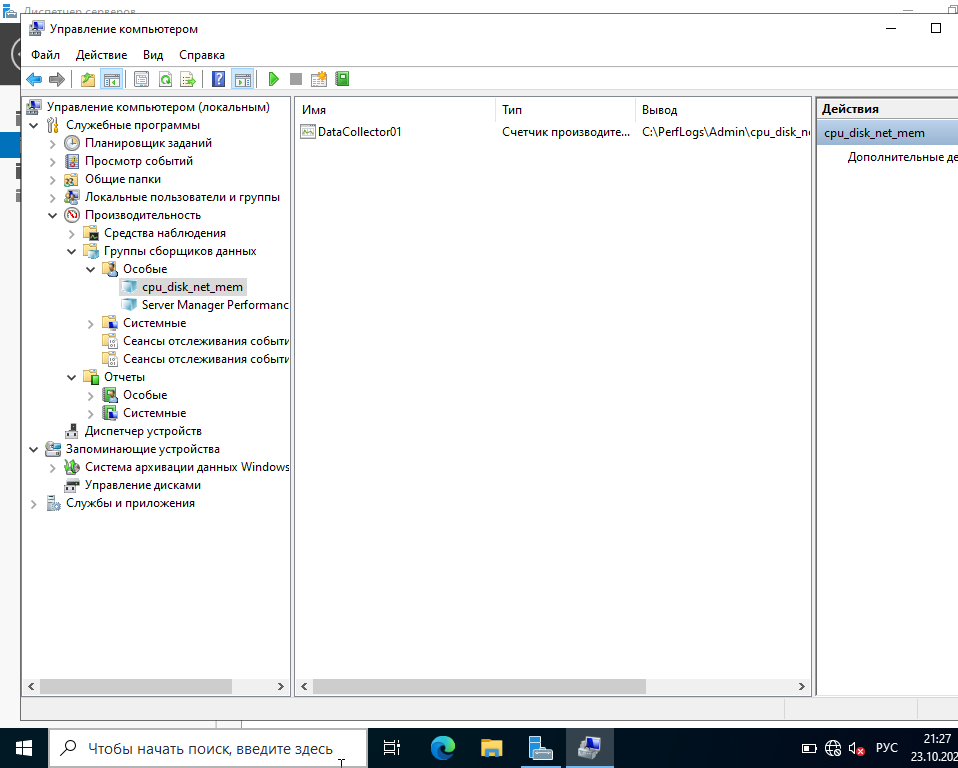 Диспетчер серверов
Управление компьютером
Файл Действие Вид Справка
Управление компьютером (локальным)
Служебные программы
Планировщик заданий
Просмотр событий
Общие папки
Локальные пользователи и группы
Производительность
Средства наблюдения
Группы сборщиков данных
Особые
cpu_disk_net_mem
Server Manager Performanc
Системные
Сеансы отслеживания событи
Сеансы отслеживания событи
Отчеты
Особые
Системные
Диспетчер устройств
Запоминающие устройства
Система архивации данных Windows
Управление дисками
Службы и приложения
Имя Тип Вывод
DataCollector01 Счетчик производите... C:\PerfLogs\Admin\cpu_disk_n
Действия
cpu_disk_net_mem
Дополнительные де
Чтобы начать поиск, введите здесь
РУС
21:27
23.10.202